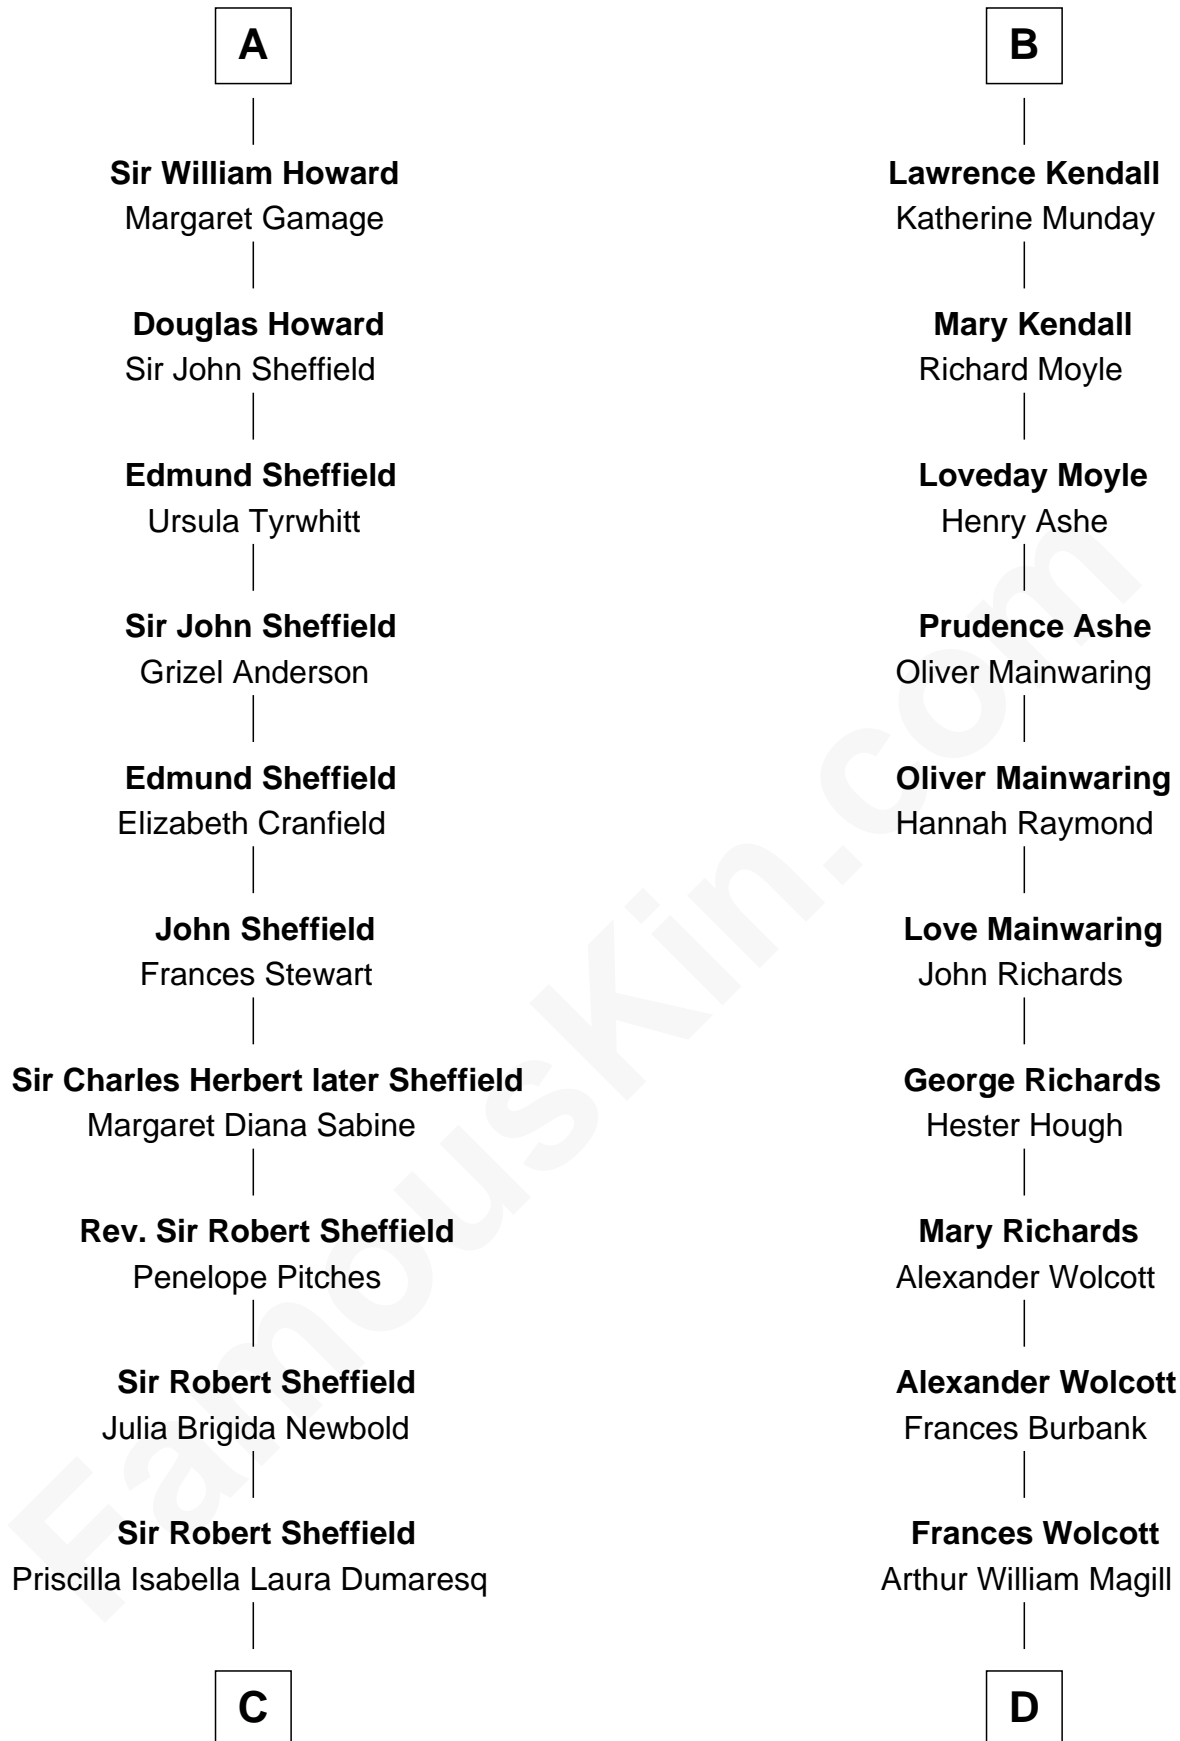 A
Sir William Howard
Margaret Gamage
Douglas Howard
Sir John Sheffield
Edmund Sheffield
Ursula Tyrwhitt
Sir John Sheffield
Grizel Anderson
Edmund Sheffield
Elizabeth Cranfield
John Sheffield
Frances Stewart
Sir Charles Herbert later Sheffield
Margaret Diana Sabine
Rev. Sir Robert Sheffield
Penelope Pitches
Sir Robert Sheffield
Julia Brigida Newbold
Sir Robert Sheffield
Priscilla Isabella Laura Dumaresq
C
B
Lawrence Kendall
Katherine Munday
Mary Kendall
Richard Moyle
Loveday Moyle
Henry Ashe
Prudence Ashe
Oliver Mainwaring
Oliver Mainwaring
Hannah Raymond
Love Mainwaring
John Richards
George Richards
Hester Hough
Mary Richards
Alexander Wolcott
Alexander Wolcott
Frances Burbank
Frances Wolcott
Arthur William Magill
D
FamousKin.com